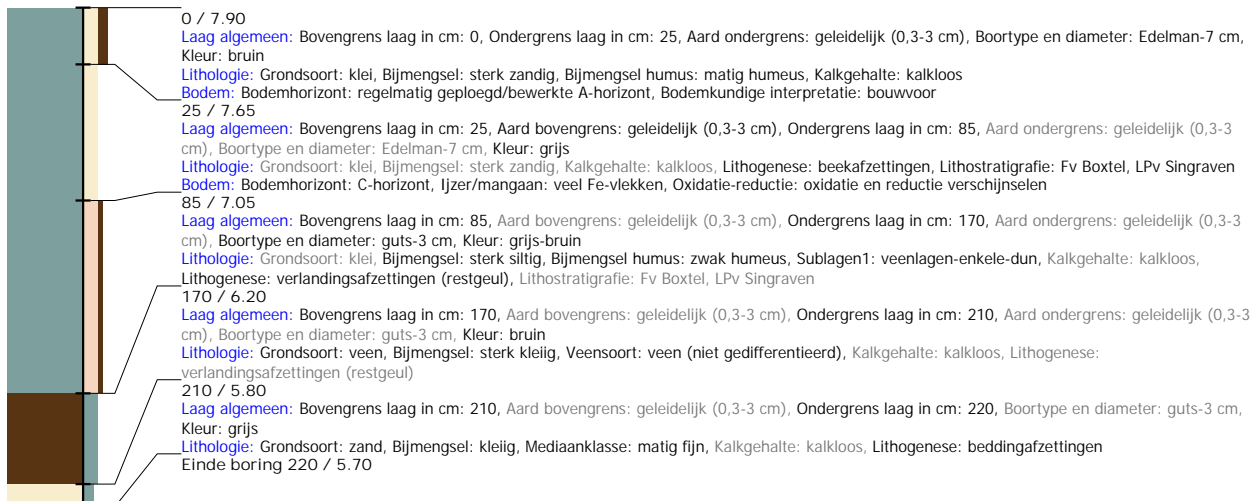 0 / 7.90
Laag algemeen: Bovengrens laag in cm: 0, Ondergrens laag in cm: 25, Aard ondergrens: geleidelijk (0,3-3 cm), Boortype en diameter: Edelman-7 cm,
Kleur: bruin
Lithologie: Grondsoort: klei, Bijmengsel: sterk zandig, Bijmengsel humus: matig humeus, Kalkgehalte: kalkloos
Bodem: Bodemhorizont: regelmatig geploegd/bewerkte A-horizont, Bodemkundige interpretatie: bouwvoor
25 / 7.65
Laag algemeen: Bovengrens laag in cm: 25, Aard bovengrens: geleidelijk (0,3-3 cm), Ondergrens laag in cm: 85, Aard ondergrens: geleidelijk (0,3-3
cm), Boortype en diameter: Edelman-7 cm, Kleur: grijs
Lithologie: Grondsoort: klei, Bijmengsel: sterk zandig, Kalkgehalte: kalkloos, Lithogenese: beekafzettingen, Lithostratigrafie: Fv Boxtel, LPv Singraven
Bodem: Bodemhorizont: C-horizont, Ijzer/mangaan: veel Fe-vlekken, Oxidatie-reductie: oxidatie en reductie verschijnselen
85 / 7.05
Laag algemeen: Bovengrens laag in cm: 85, Aard bovengrens: geleidelijk (0,3-3 cm), Ondergrens laag in cm: 170, Aard ondergrens: geleidelijk (0,3-3
cm), Boortype en diameter: guts-3 cm, Kleur: grijs-bruin
Lithologie: Grondsoort: klei, Bijmengsel: sterk siltig, Bijmengsel humus: zwak humeus, Sublagen1: veenlagen-enkele-dun, Kalkgehalte: kalkloos,
Lithogenese: verlandingsafzettingen (restgeul), Lithostratigrafie: Fv Boxtel, LPv Singraven
170 / 6.20
Laag algemeen: Bovengrens laag in cm: 170, Aard bovengrens: geleidelijk (0,3-3 cm), Ondergrens laag in cm: 210, Aard ondergrens: geleidelijk (0,3-3
cm), Boortype en diameter: guts-3 cm, Kleur: bruin
Lithologie: Grondsoort: veen, Bijmengsel: sterk kleiig, Veensoort: veen (niet gedifferentieerd), Kalkgehalte: kalkloos, Lithogenese:
verlandingsafzettingen (restgeul)
210 / 5.80
Laag algemeen: Bovengrens laag in cm: 210, Aard bovengrens: geleidelijk (0,3-3 cm), Ondergrens laag in cm: 220, Boortype en diameter: guts-3 cm,
Kleur: grijs
Lithologie: Grondsoort: zand, Bijmengsel: kleiig, Mediaanklasse: matig fijn, Kalkgehalte: kalkloos, Lithogenese: beddingafzettingen
Einde boring 220 / 5.70